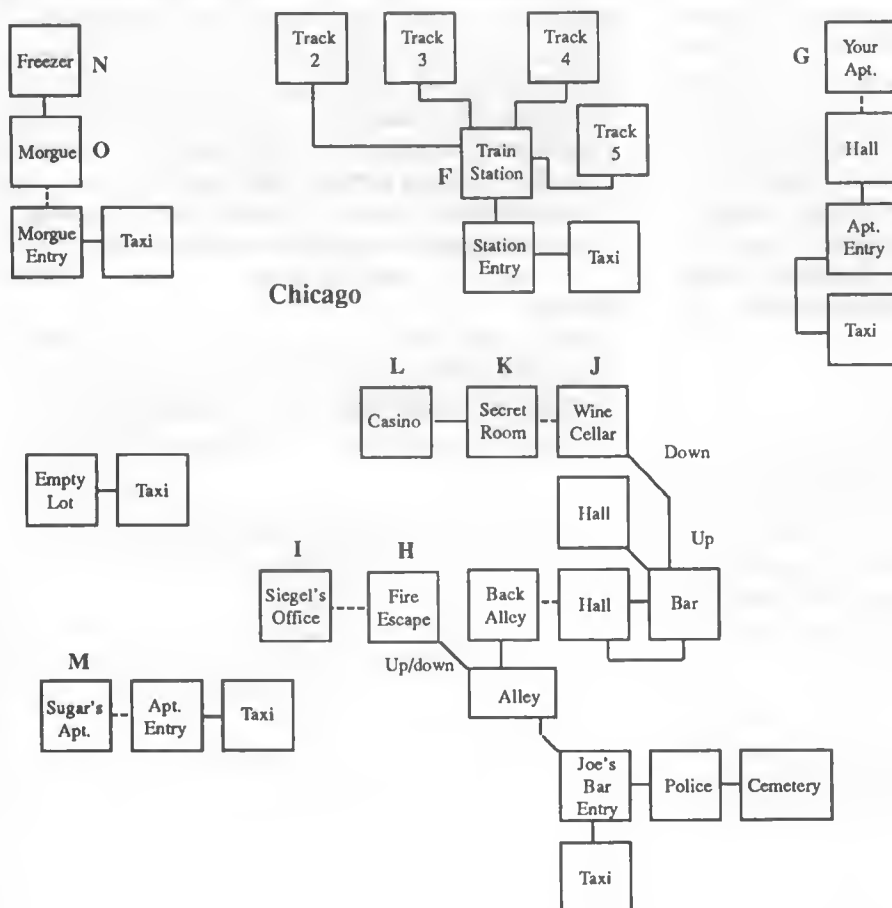 Freezer
N
Track
2
Track
3
Track
4
G
Your
Apt.
Morgue
O
Train
Station
F
Track
5
Hall
Morgue
Entry
Taxi
Station
Entry
Taxi
Apt.
Entry
Chicago
Taxi
L
K
J
Casino
Secret
Room
Wine
Cellar
Down
Empty
Lot
Taxi
Hall
Up
I
H
Siegel's
Office
Fire
Escape
Back
Alley
Hall
Bar
Up/down
M
Alley
Sugar's
Apt.
Apt.
Entry
Taxi
Joe's
Bar
Entry
Police
Cemetery
Taxi